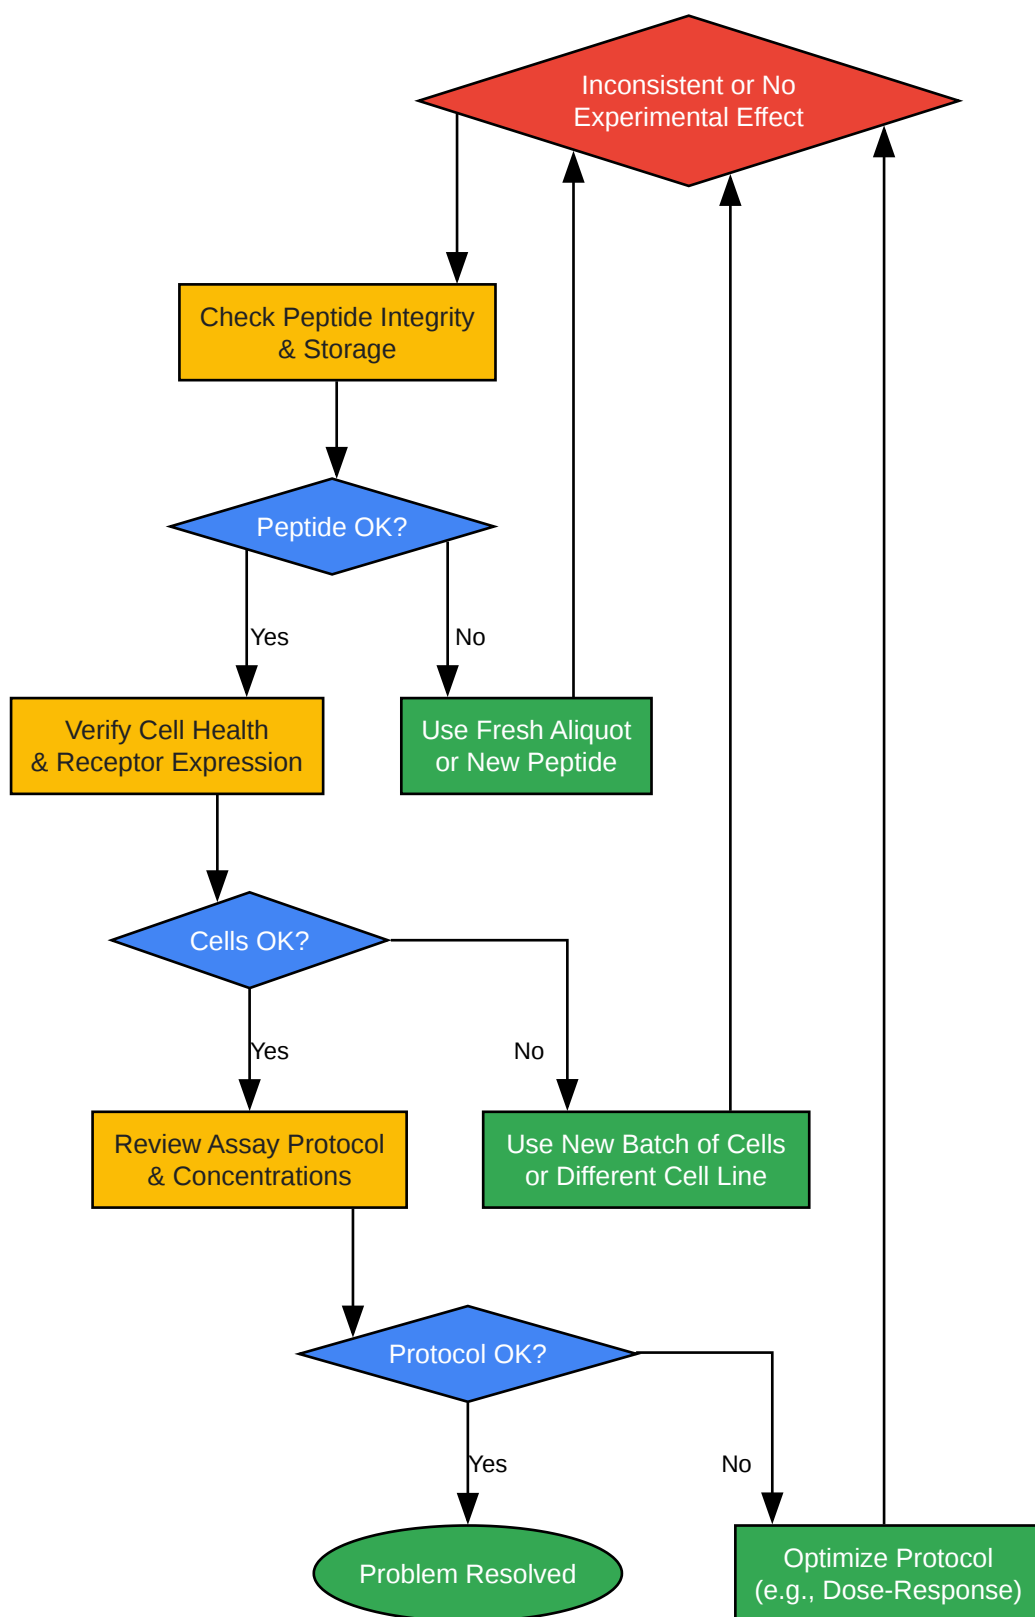 Inconsistent or No
Experimental Effect
Check Peptide Integrity
& Storage
Peptide OK?
Yes
No
Verify Cell Health
& Receptor Expression
Use Fresh Aliquot
or New Peptide
Cells OK?
Yes
No
Review Assay Protocol
& Concentrations
Use New Batch of Cells
or Different Cell Line
Protocol OK?
Yes
No
Problem Resolved
Optimize Protocol
(e.g., Dose-Response)